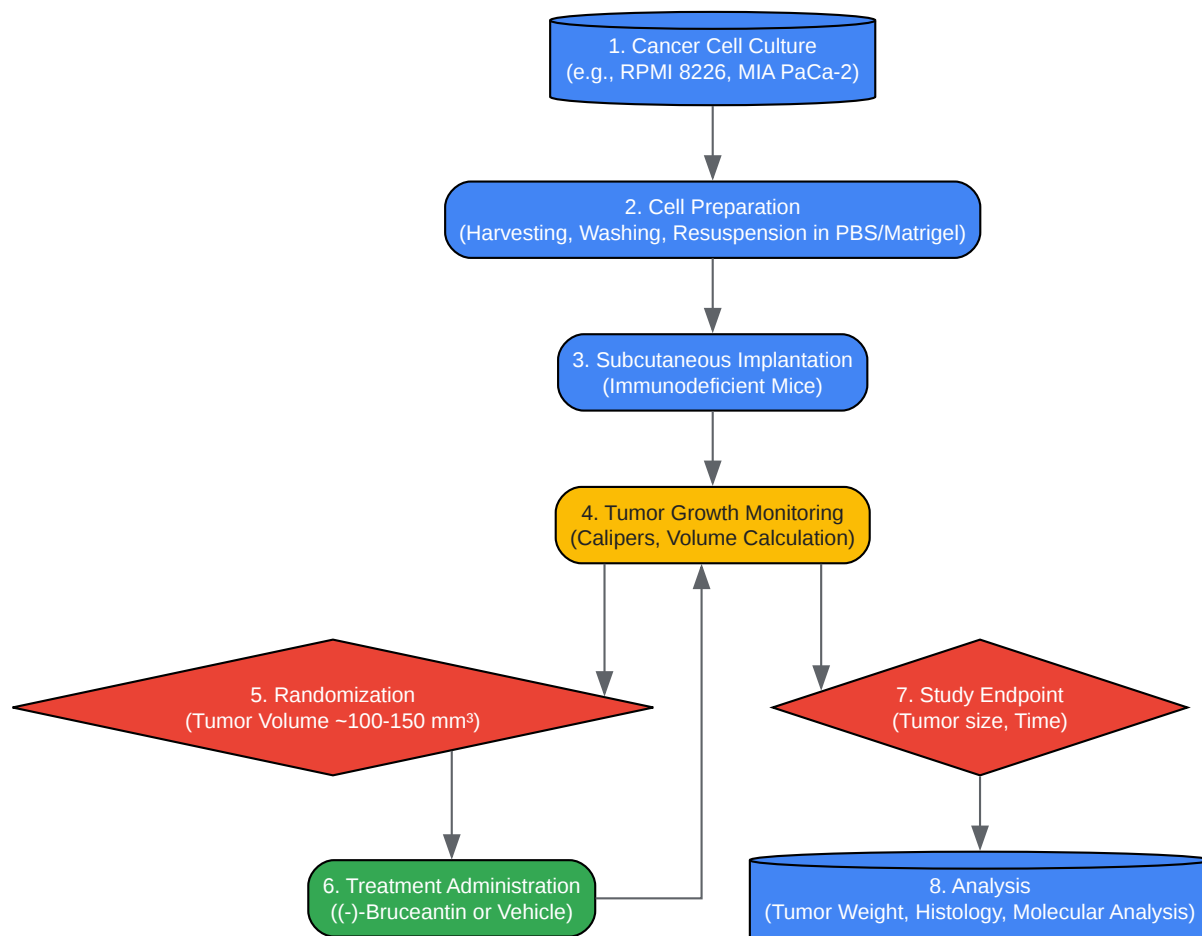 1. Cancer Cell Culture
(e.g., RPMI 8226, MIA PaCa-2)
2. Cell Preparation
(Harvesting, Washing, Resuspension in PBS/Matrigel)
3. Subcutaneous Implantation
(Immunodeficient Mice)
4. Tumor Growth Monitoring
(Calipers, Volume Calculation)
5. Randomization
(Tumor Volume ~100-150 mm³)
7. Study Endpoint
(Tumor size, Time)
6. Treatment Administration
((-)-Bruceantin or Vehicle)
8. Analysis
(Tumor Weight, Histology, Molecular Analysis)